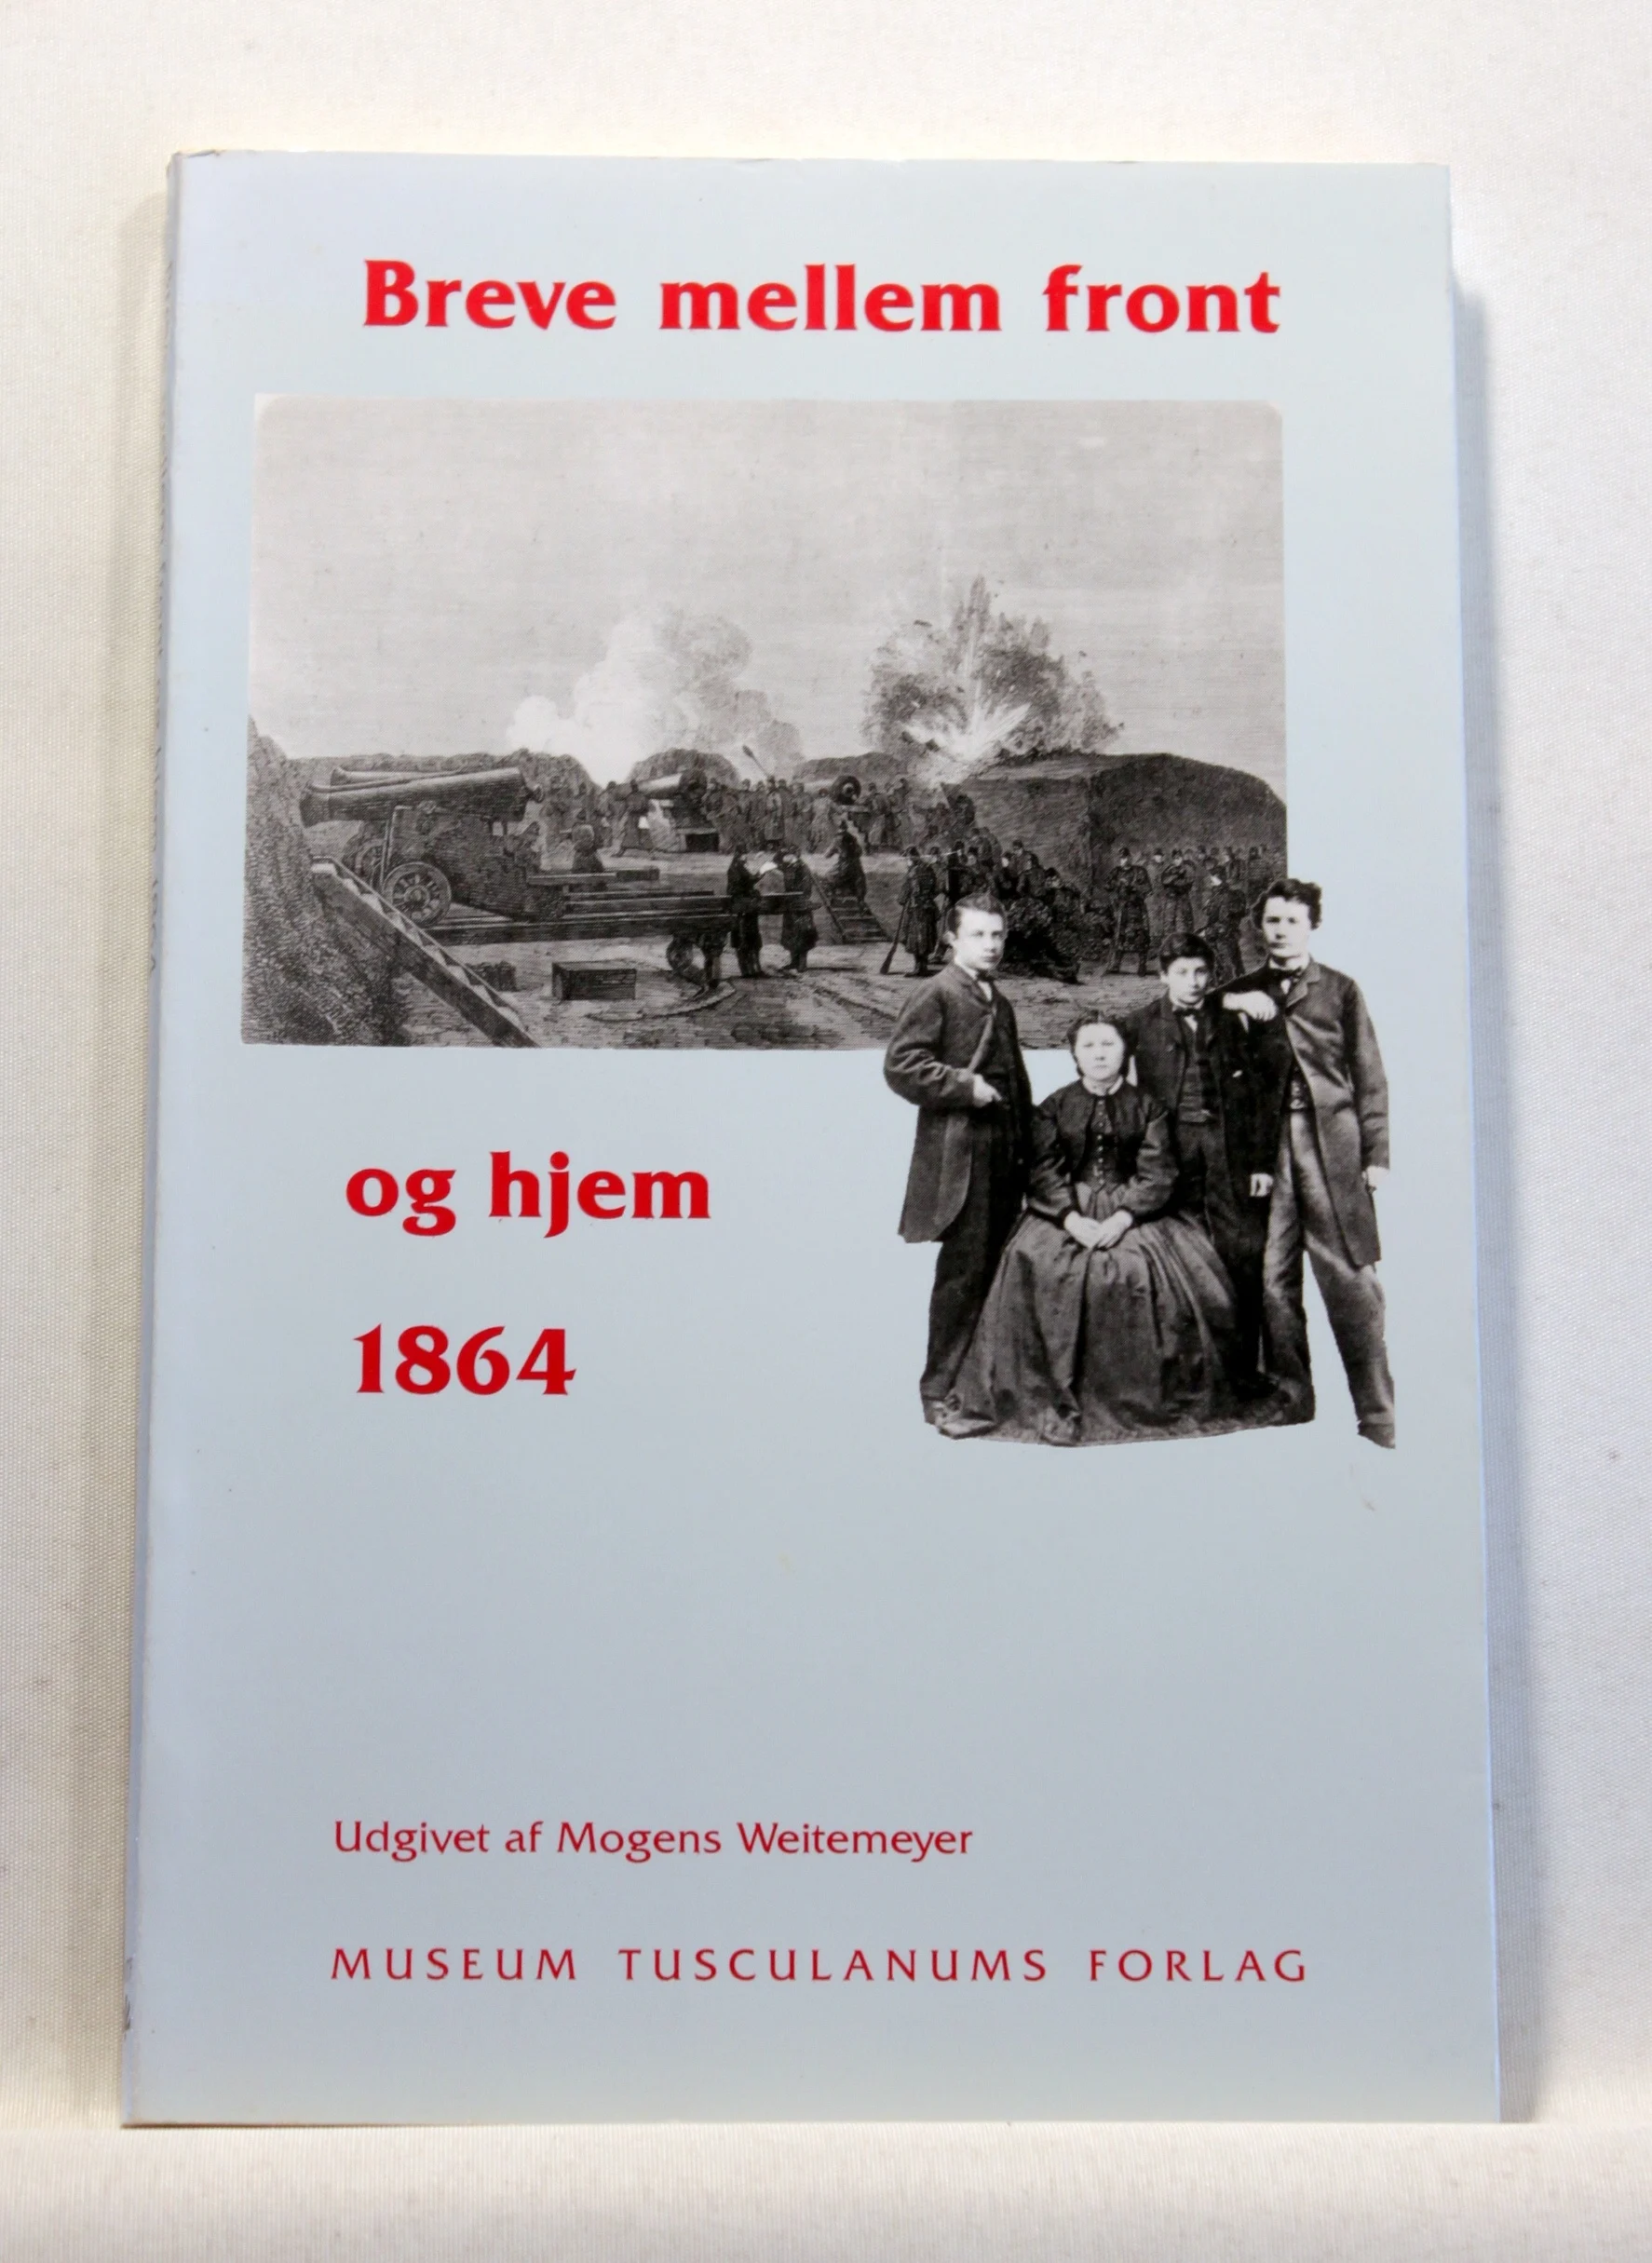 Breve mellem front
og hjem
1864
Udgivet af Mogens Weitemeyer
MUSEUM TUSCULANUMS FORLAG